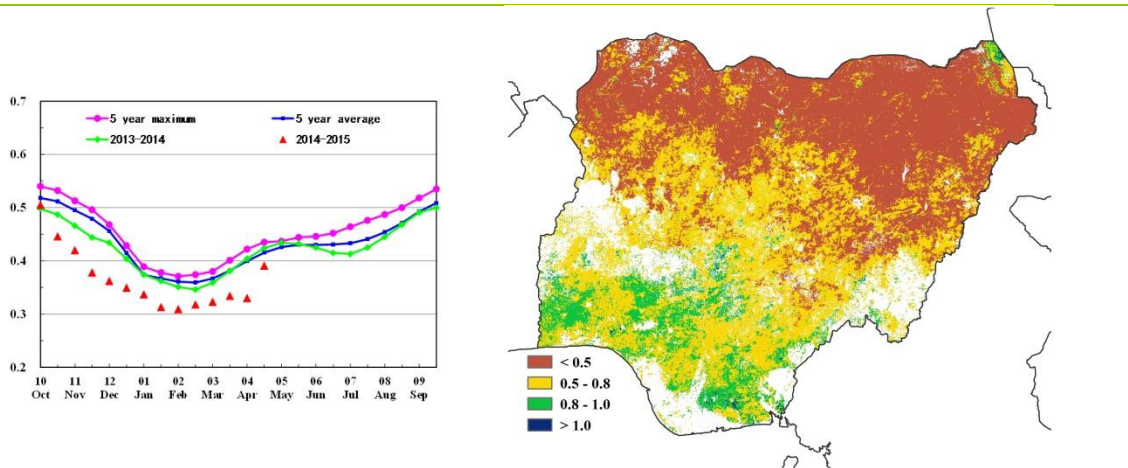 0.7
5 year maximum
5 year average
2013-2014
2014-2015
0.6
0.5
0.4
0.3
0.2
10 11 12 01 02 03 04 05 06 07 08 09
Oct Nov Dec Jan Feb Mar Apr May Jun Jul Aug Sep
< 0.5
0.5 - 0.8
0.8 - 1.0
> 1.0